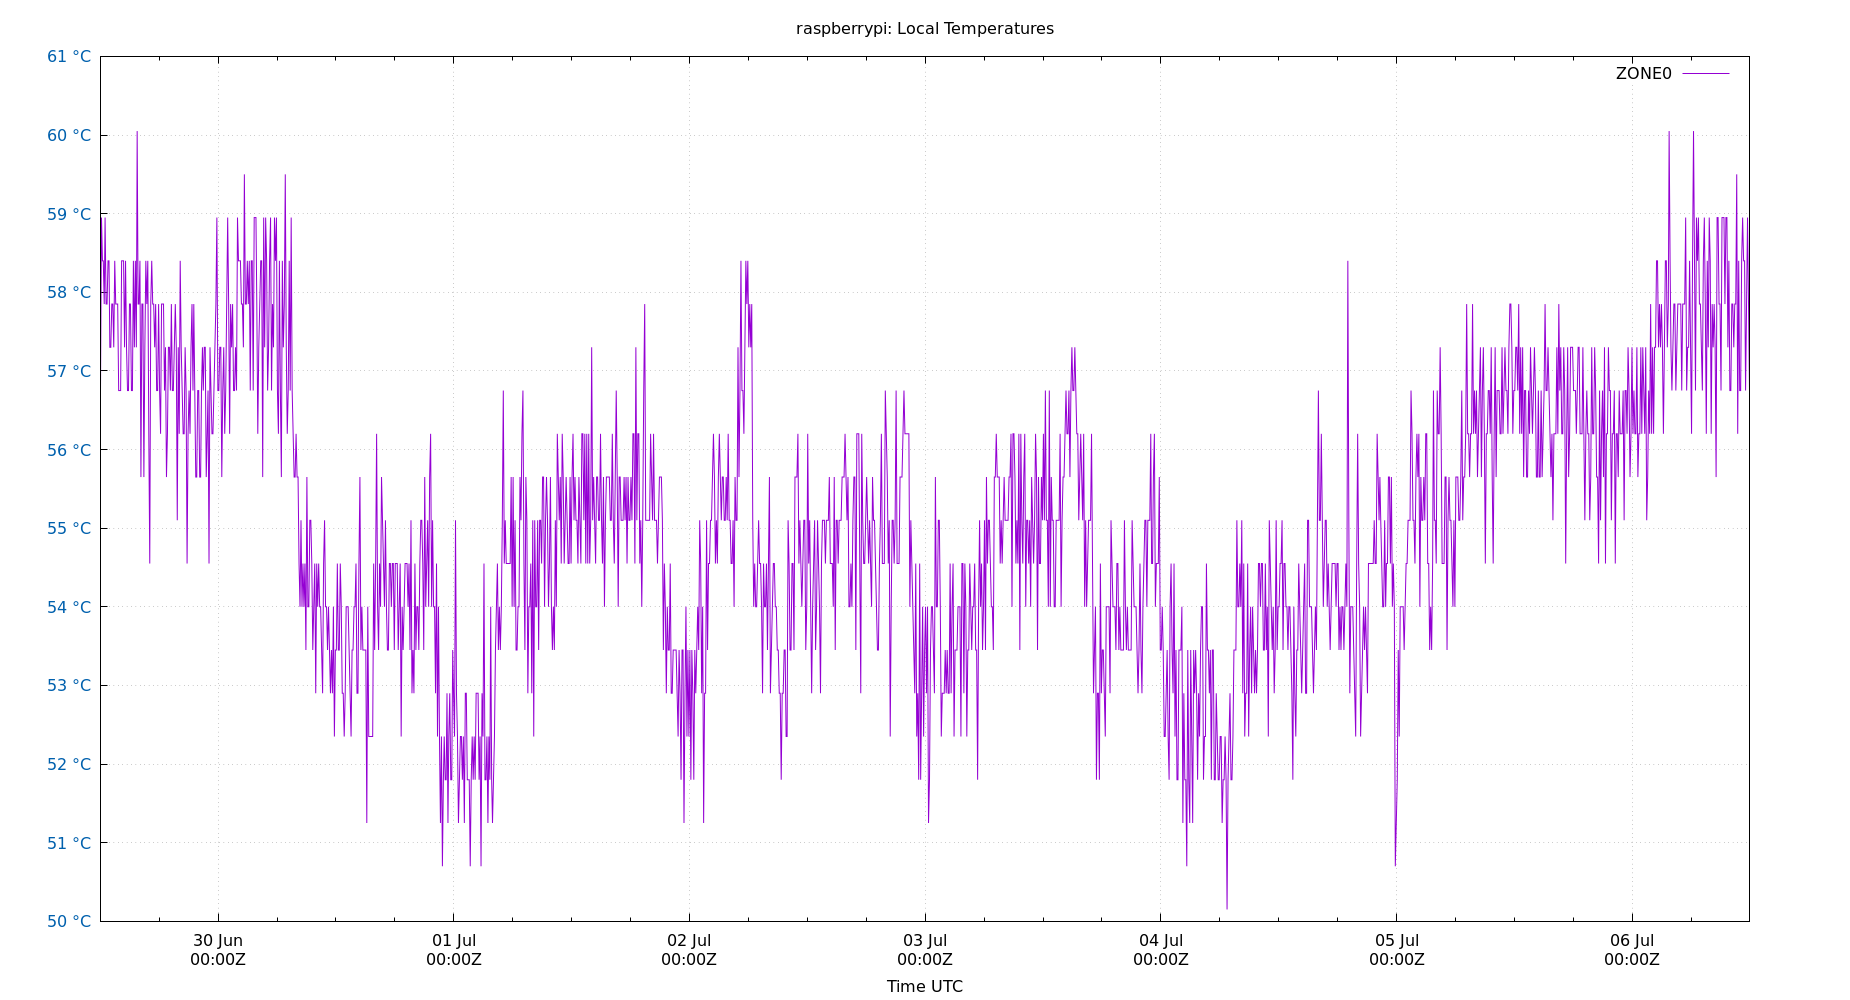 raspberrypi: Local Temperatures
61 °C
ZONE0
60 °C
59 °C
58 °C
57 °C
56 °C
55 °C
54 °C
53 °C
52 °C
51 °C
50 °C
30 Jun 01 Jul 02 Jul 03 Jul 04 Jul 05 Jul 06 Jul
00:00Z 00:00Z 00:00Z 00:00Z 00:00Z 00:00Z 00:00Z
Time UTC